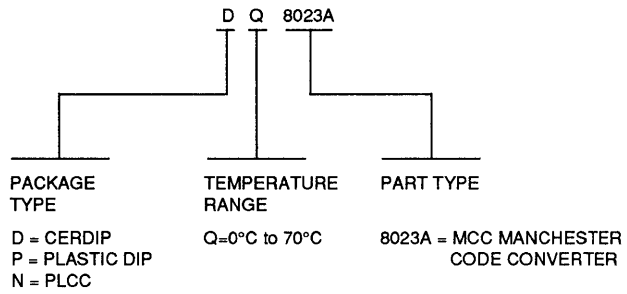 D Q 8023A
PACKAGE TYPE
D = CERDIP
P = PLASTIC DIP
N = PLCC
TEMPERATURE RANGE
Q=0°C to 70°C
PART TYPE
8023A = MCC MANCHESTER
CODE CONVERTER